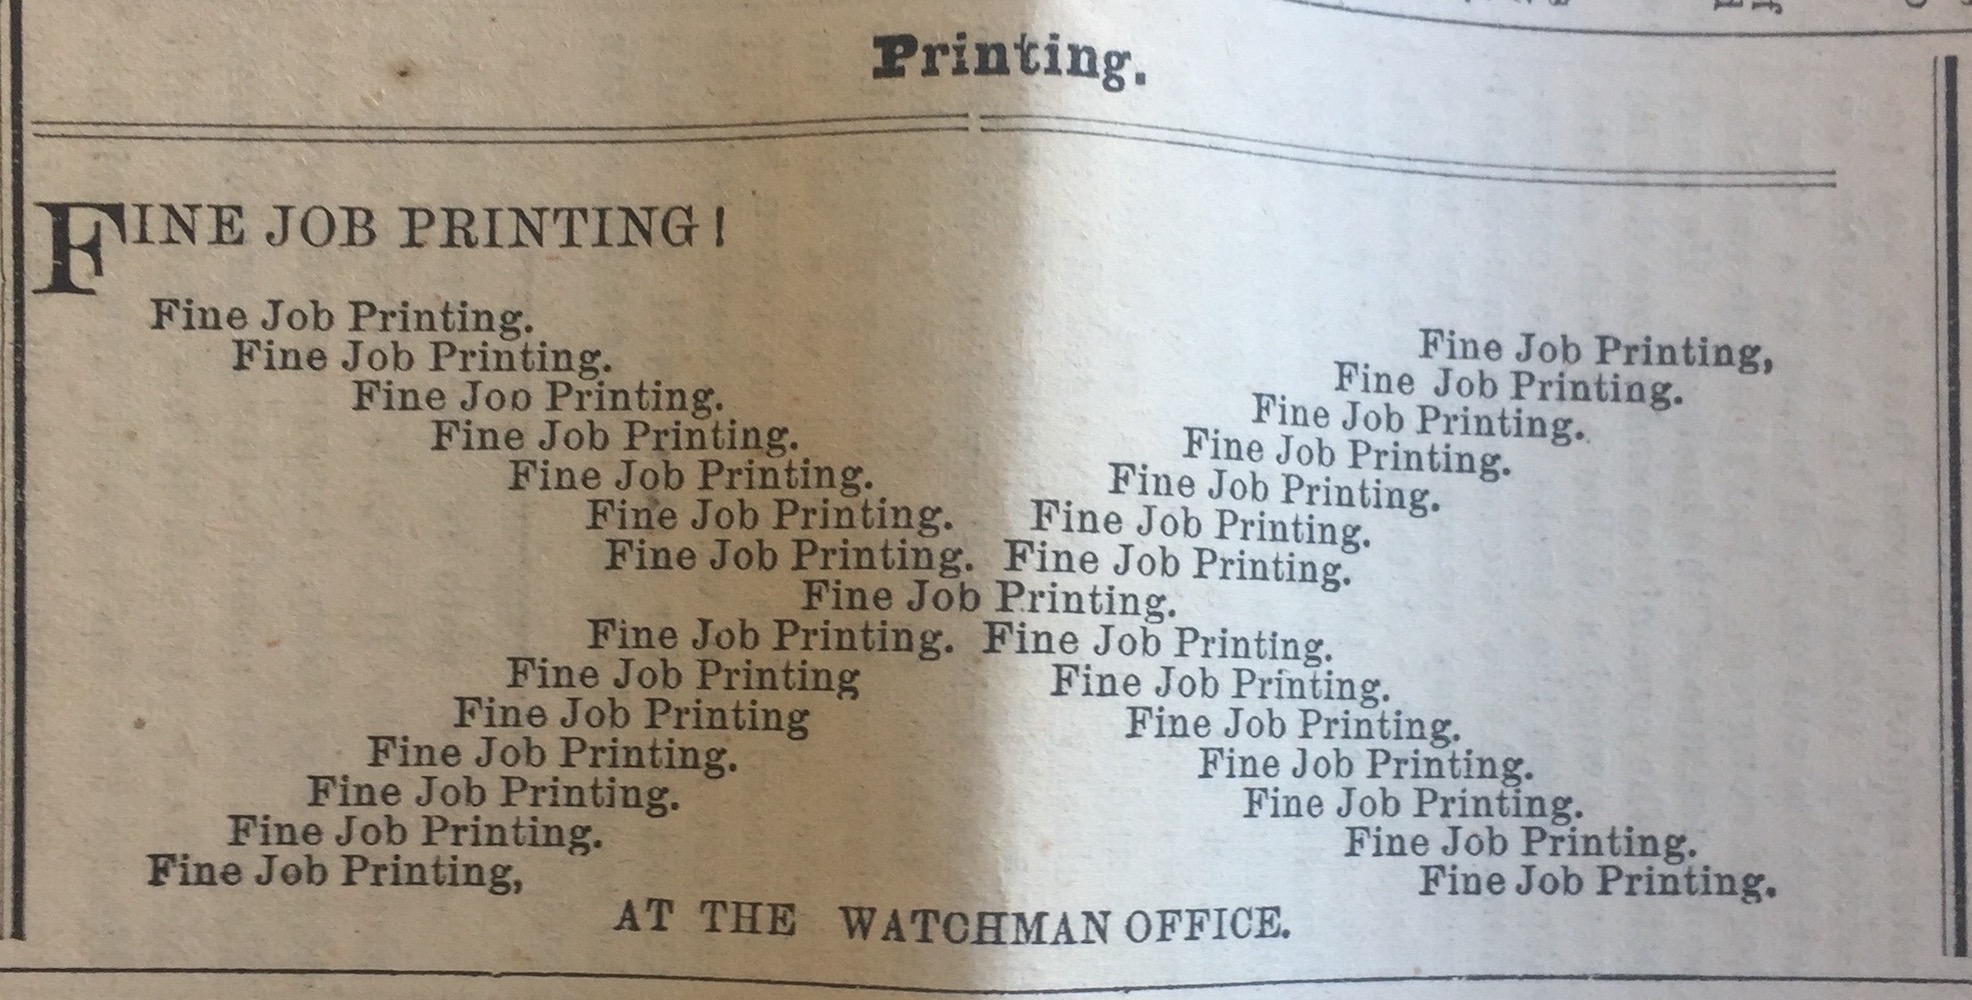 Printing.
FINE JOB PRINTING!
Fine Job Printing.
Fine Job Printing. Fine Job Printing,
Fine Joo Printing. Fine Job Printing.
Fine Job Printing. Fine Job Printing.
Fine Job Printing. Fine Job Printing.
Fine Job Printing. Fine Job Printing.
Fine Job Printing. Fine Job Printing.
Fine Job Printing. Fine Job Printing.
Fine Job Printing. Fine Job Printing.
Fine Job Printing Fine Job Printing.
Fine Job Printing Fine Job Printing.
Fine Job Printing. Fine Job Printing.
Fine Job Printing. Fine Job Printing.
Fine Job Printing. Fine Job Printing.
Fine Job Printing, Fine Job Printing.
AT THE WATCHMAN OFFICE.